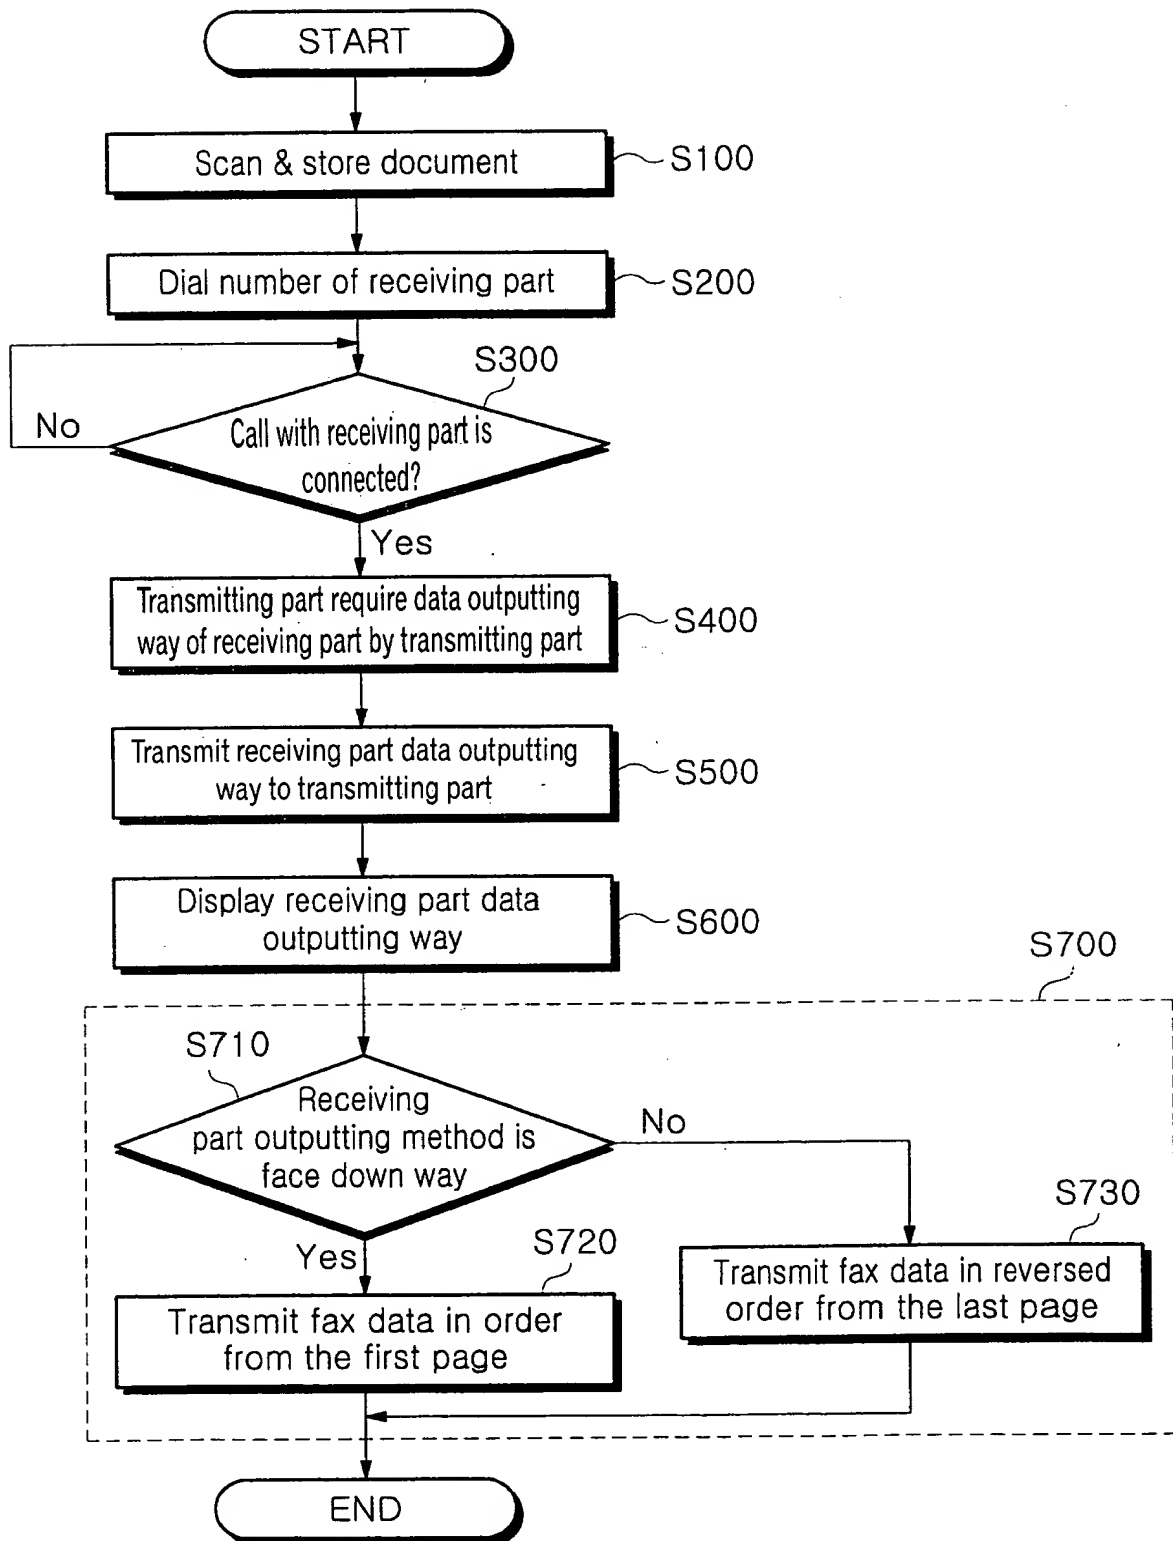 START
Scan & store document
S100
Dial number of receiving part
S200
S300
No
Call with receiving part is
connected?
Yes
Transmitting part require data outputting
way of receiving part by transmitting part
S400
Transmit receiving part data outputting
way to transmitting part
S500
Display receiving part data
outputting way
S600
S700
S710
Receiving
part outputting method is
face down way
No
Yes
S720
S730
Transmit fax data in order
from the first page
Transmit fax data in reversed
order from the last page
END